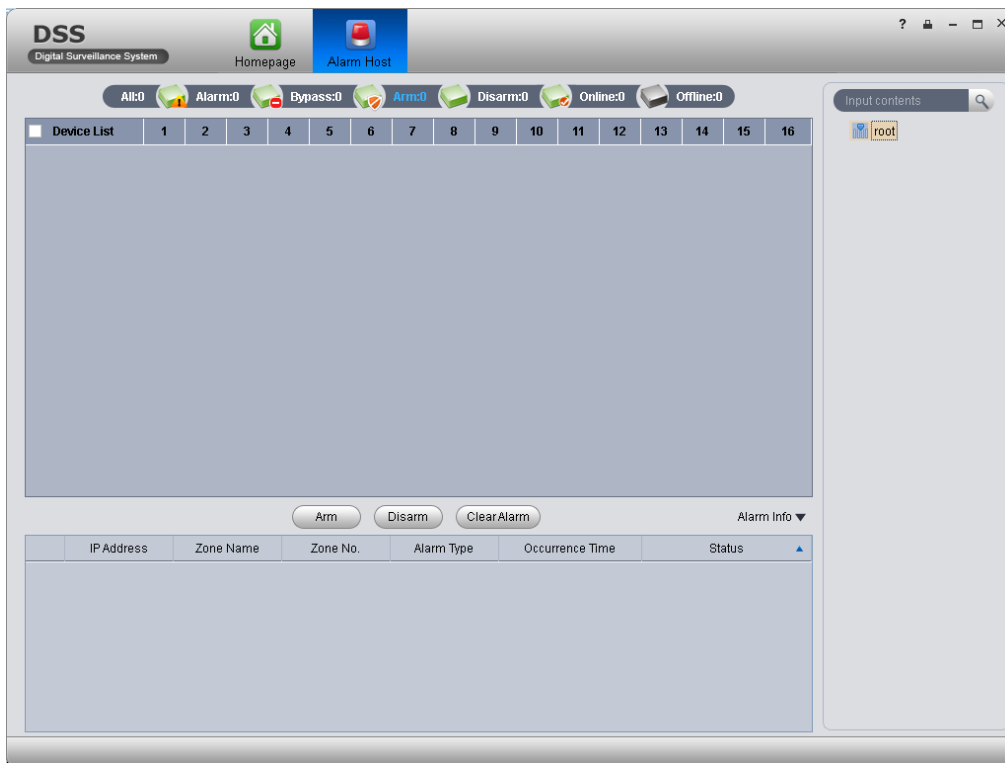 DSS
Digital Surveillance System
Homepage
Alarm Host
?
All:0 Alarm:0 Bypass:0 Arm:0 Disarm:0 Online:0 Offline:0
Input contents
root
Device List 1 2 3 4 5 6 7 8 9 10 11 12 13 14 15 16
Arm Disarm ClearAlarm Alarm Info
IP Address Zone Name Zone No. Alarm Type Occurrence Time Status